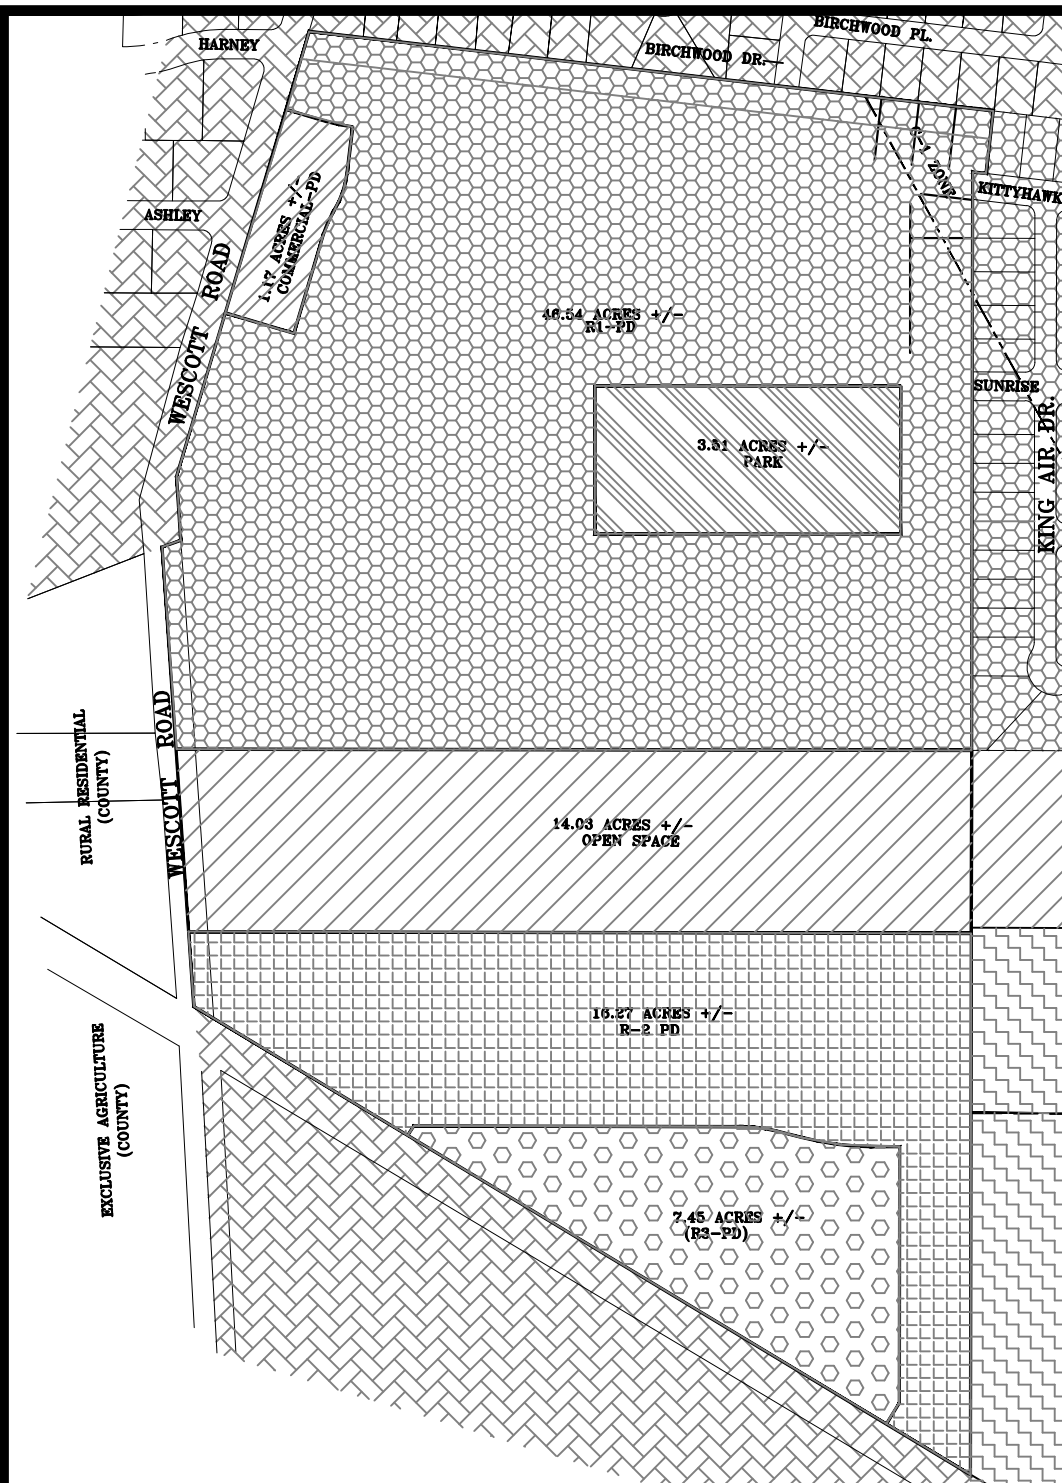 BIRCHWOOD PL.
HARNEY
BIRCHWOOD DR.
C-1 ZONE
KITTYHAWK
1.17 ACRES +/-
COMMERCIAL-PD
ASHLEY
WESCOTT ROAD
46.54 ACRES +/-
R1-PD
SUNRISE
KING AIR DR.
3.51 ACRES +/-
PARK
RURAL RESIDENTIAL
(COUNTY)
WESCOTT ROAD
14.03 ACRES +/-
OPEN SPACE
16.27 ACRES +/-
R-2 PD
EXCLUSIVE AGRICULTURE
(COUNTY)
7.45 ACRES +/-
(R3-PD)